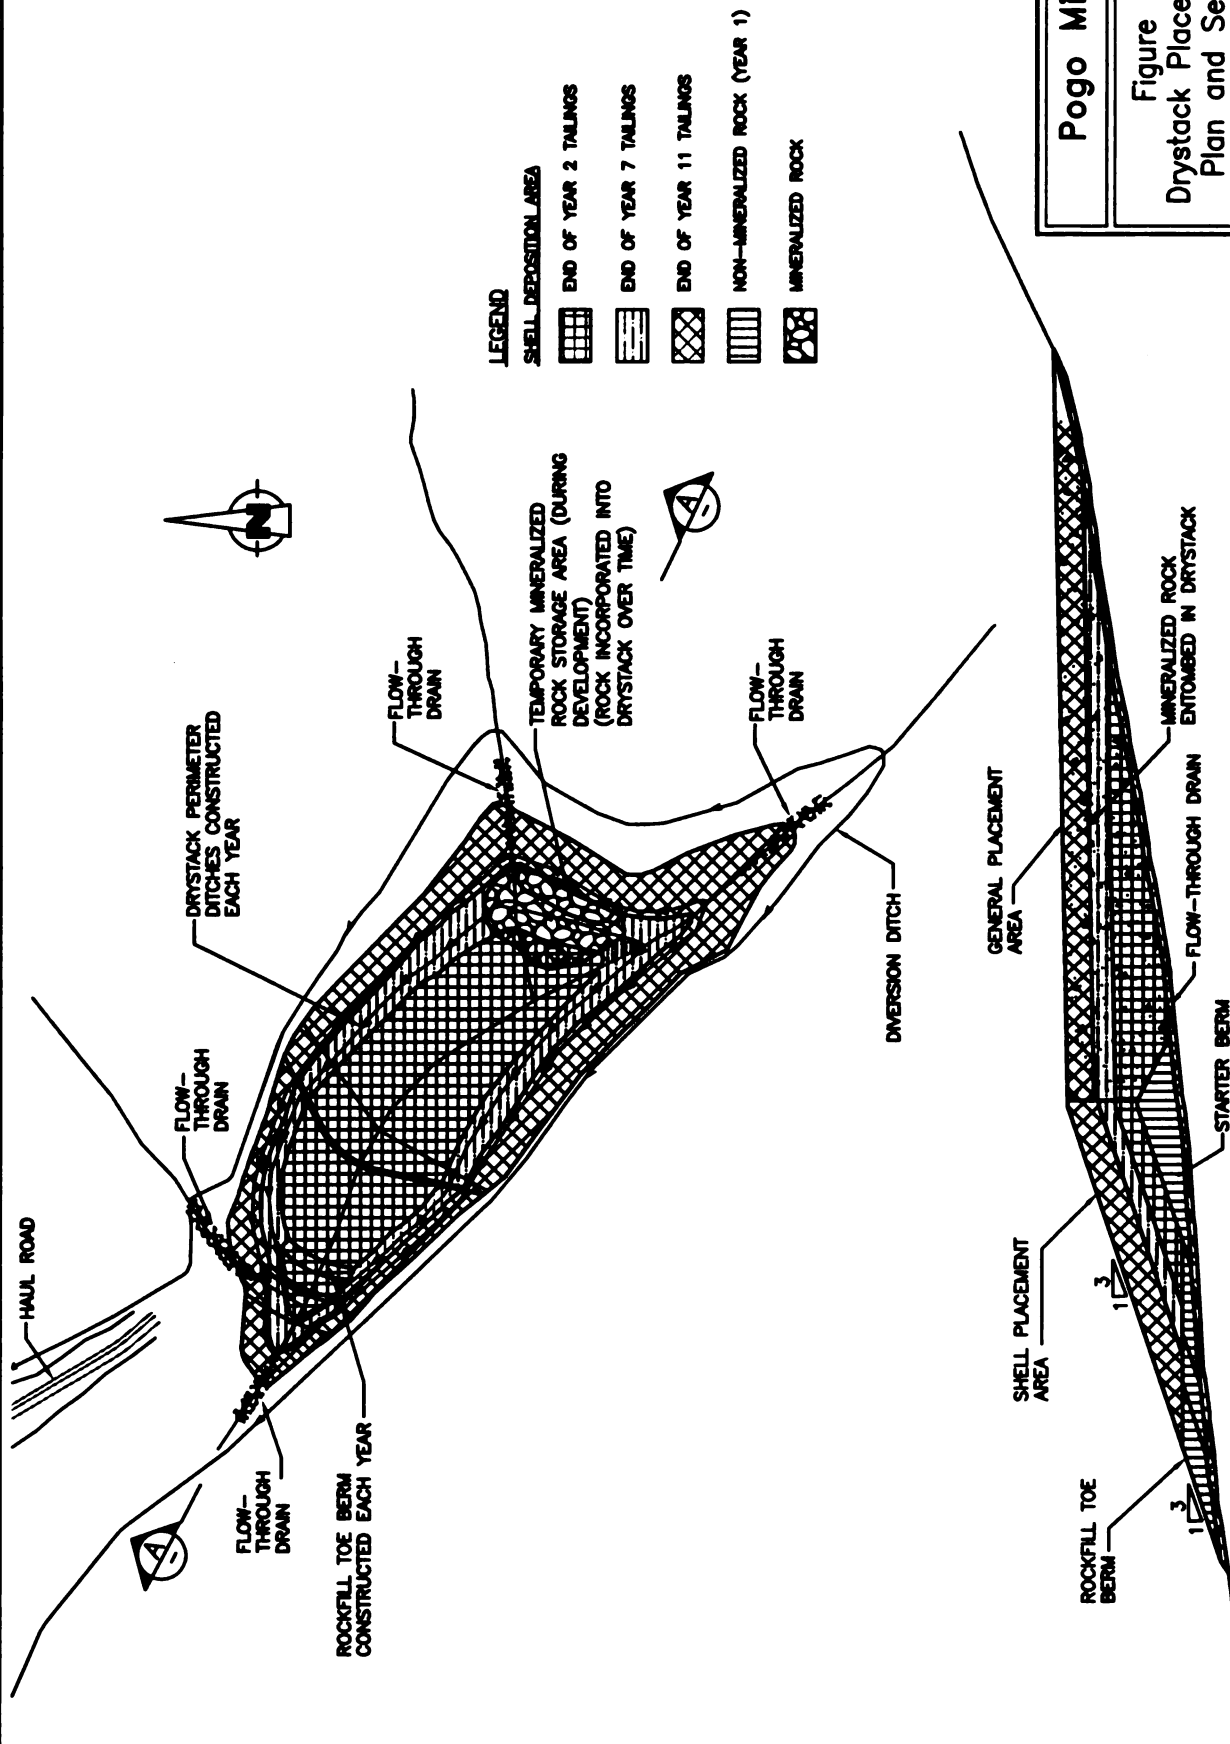 HAUL ROAD
FLOW-
THROUGH
DRAIN
DRYSTACK PERIMETER
DITCHES CONSTRUCTED
EACH YEAR
N
FLOW-
THROUGH
DRAIN
TEMPORARY MINERALIZED
ROCK STORAGE AREA (DURING
DEVELOPMENT)
(ROCK INCORPORATED INTO
DRYSTACK OVER TIME)
A
FLOW-
THROUGH
DRAIN
DIVERSION DITCH
A
FLOW-
THROUGH
DRAIN
ROCKFILL TOE BERM
CONSTRUCTED EACH YEAR
LEGEND
SHELL DEPOSITION AREA
END OF YEAR 2 TAILINGS
END OF YEAR 7 TAILINGS
END OF YEAR 11 TAILINGS
NON-MINERALIZED ROCK (YEAR 1)
MINERALIZED ROCK
GENERAL PLACEMENT
AREA
SHELL PLACEMENT
AREA
3
1
ROCKFILL TOE
BERM
3
1
MINERALIZED ROCK
ENTOMBED IN DRYSTACK
FLOW-THROUGH DRAIN
STARTER BERM
Pogo Mi
Figure
Drystack Place
Plan and Se